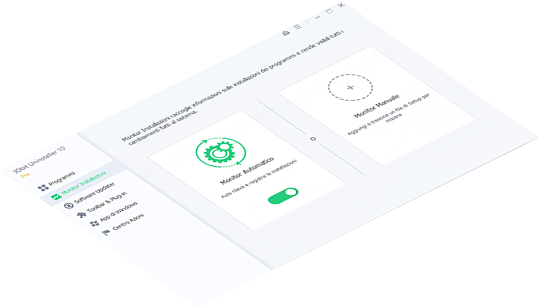 IObit Uninstaller 10
Pro
Programmi
Monitor Installazioni
Software Updater
Toolbar & Plug-in
App di Windows
Centro Azioni
Monitor Installazioni raccoglie informazioni sulle installazioni dei programmi e rende visibili tutti i
cambiamenti fatti al sistema.
Monitor Automatico
Auto rileva e registra le installazioni
O
Monitor Manuale
Aggiungi o trascina un file di Setup per